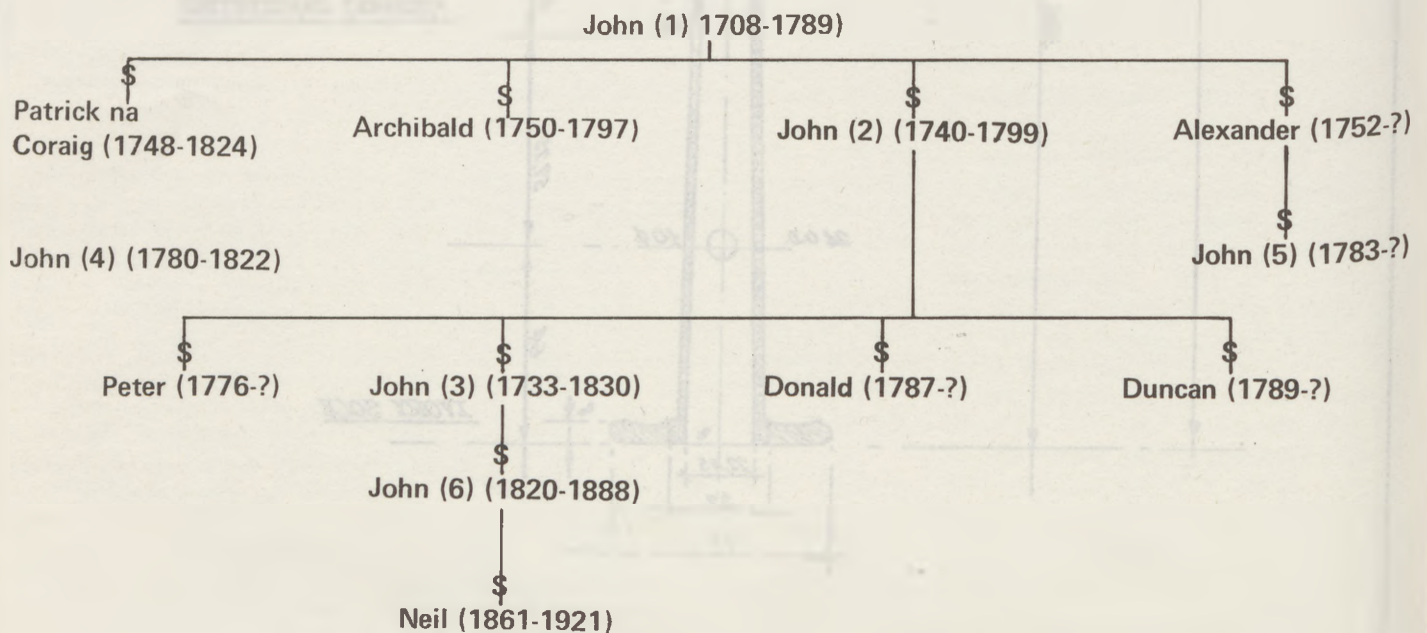 John (1) 1708-1789)
$ $ $ $
Patrick na
Coraig (1748-1824)
Archibald (1750-1797)
John (2) (1740-1799)
Alexander (1752-?)
$
John (4) (1780-1822)
John (5) (1783-?)
$ $ $ $
Peter (1776-?)
John (3) (1733-1830)
Donald (1787-?)
Duncan (1789-?)
$
John (6) (1820-1888)
$
Neil (1861-1921)